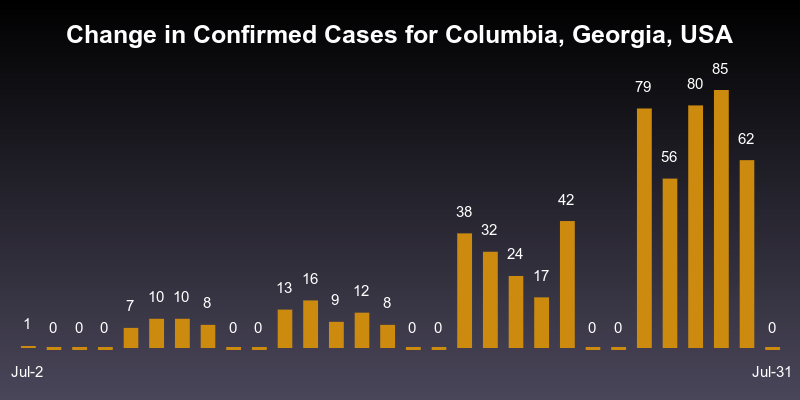 Change in Confirmed Cases for Columbia, Georgia, USA
1 0 0 0 7 10 10 8 0 0 13 16 9 12 8 0 0 38 32 24 17 42 0 0 79 56 80 85 62 0
Jul-2 Jul-31